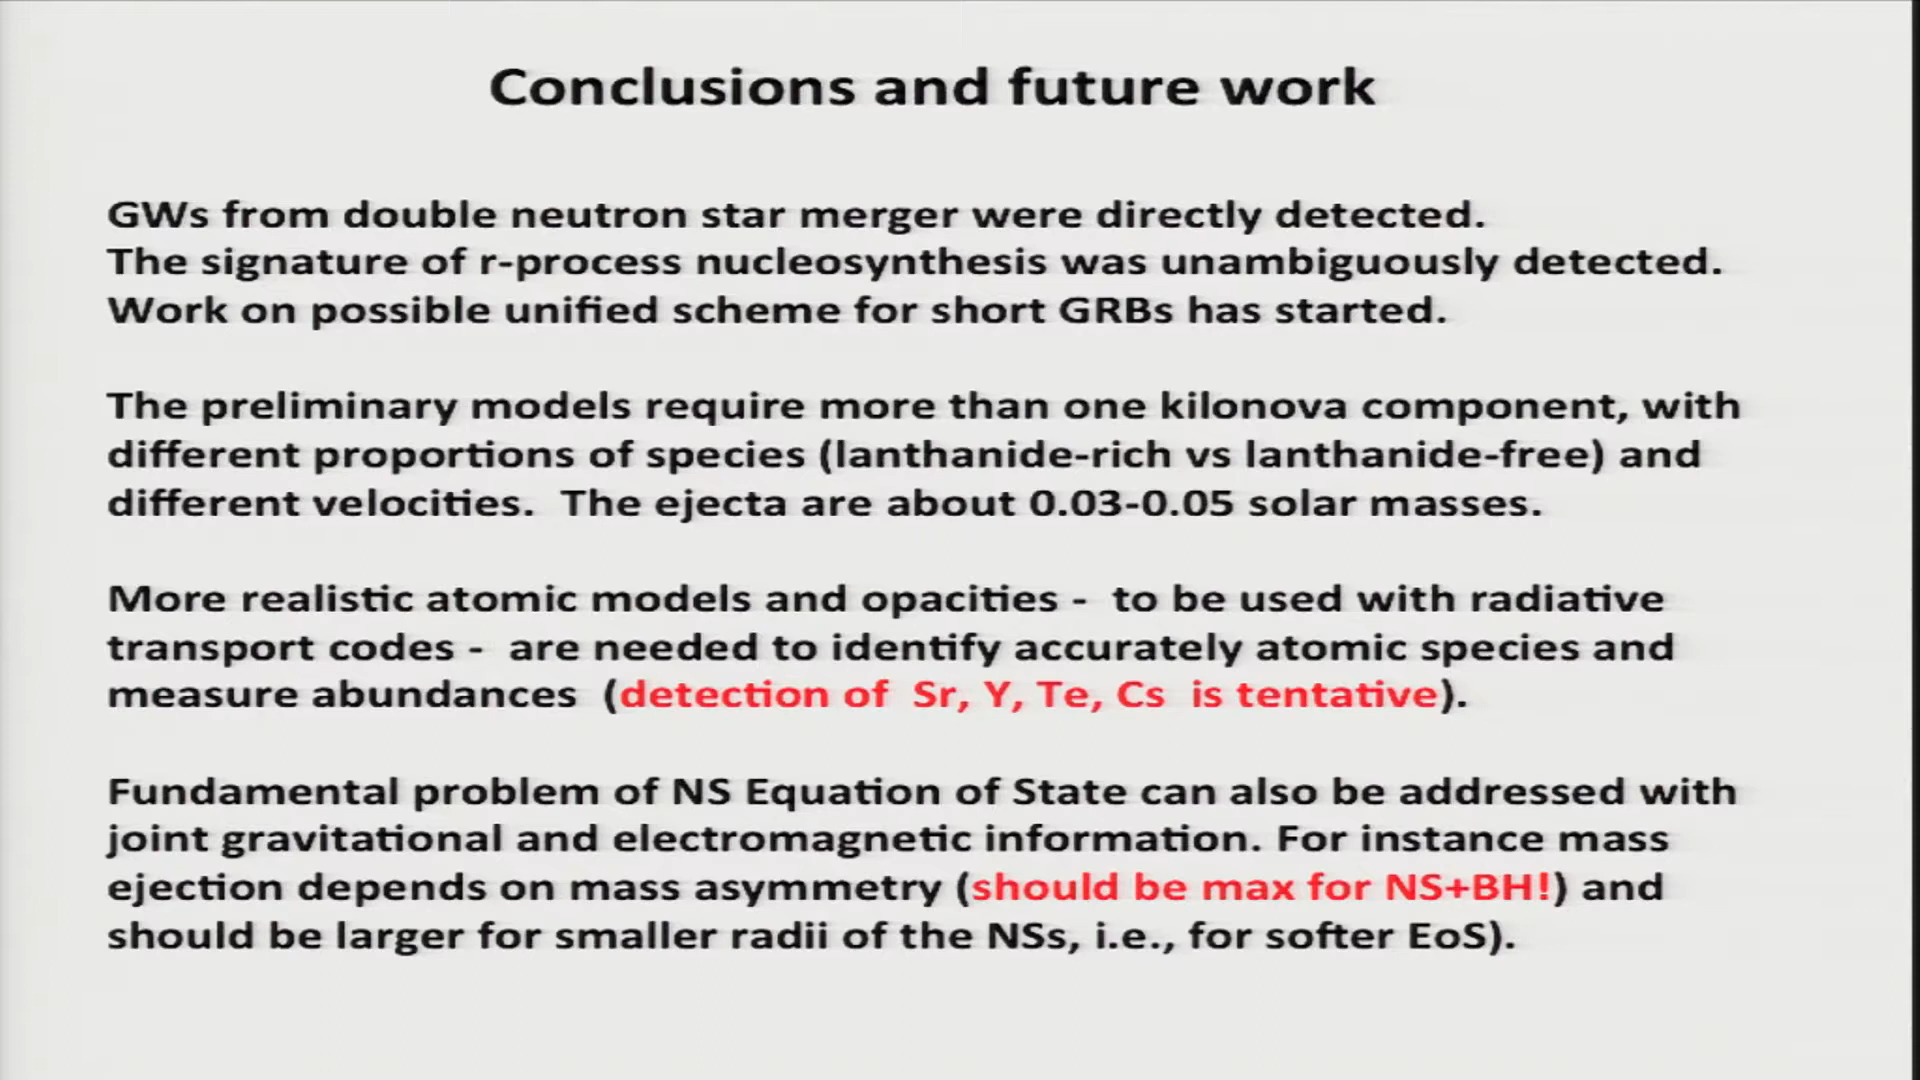 Conclusions and future work
GWs from double neutron star merger were directly detected.
The signature of r-process nucleosynthesis was unambiguously detected.
Work on possible unified scheme for short GRBs has started.
The preliminary models require more than one kilonova component, with
different proportions of species (lanthanide-rich vs lanthanide-free) and
different velocities.  The ejecta are about 0.03-0.05 solar masses.
More realistic atomic models and opacities -  to be used with radiative
transport codes -  are needed to identify accurately atomic species and
measure abundances  (detection of  Sr, Y, Te, Cs  is tentative).
Fundamental problem of NS Equation of State can also be addressed with
joint gravitational and electromagnetic information. For instance mass
ejection depends on mass asymmetry (should be max for NS+BH!) and
should be larger for smaller radii of the NSs, i.e., for softer EoS).